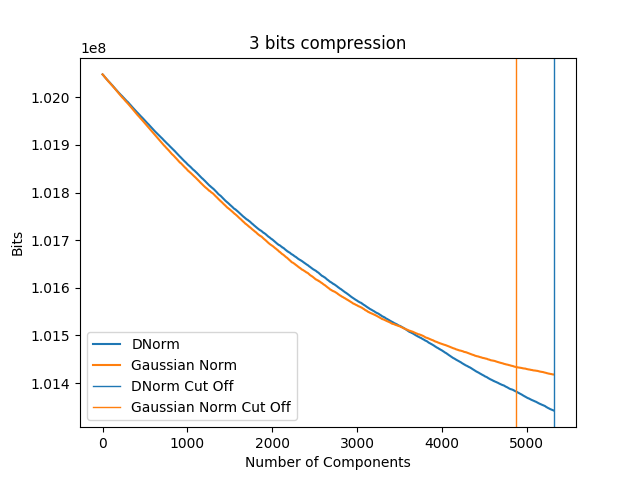 3 bits compression
1e8
1.020
1.019
1.018
1.017
1.016
1.015
1.014
Bits
DNorm
Gaussian Norm
DNorm Cut Off
Gaussian Norm Cut Off
0 1000 2000 3000 4000 5000
Number of Components